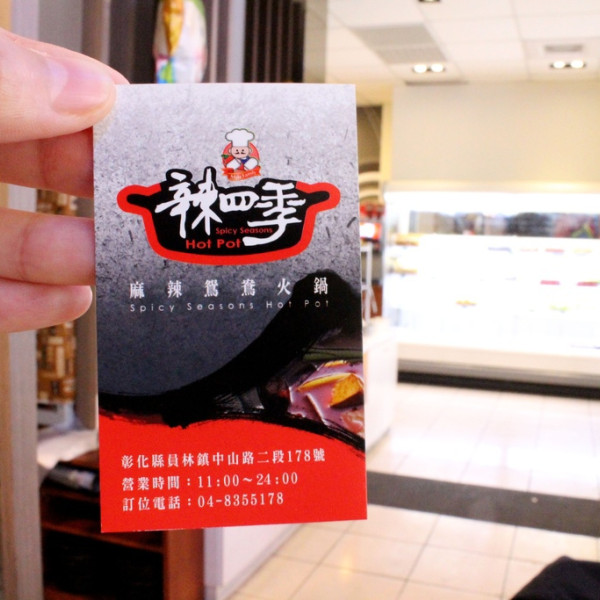 辣四季
Spicy Seasons
Hot Pot
麻辣鴛鴦火鍋
Spicy Seasons Hot Pot
彰化縣員林鎮中山路二段178號
營業時間：11:00～24:00
訂位電話：04-8355178